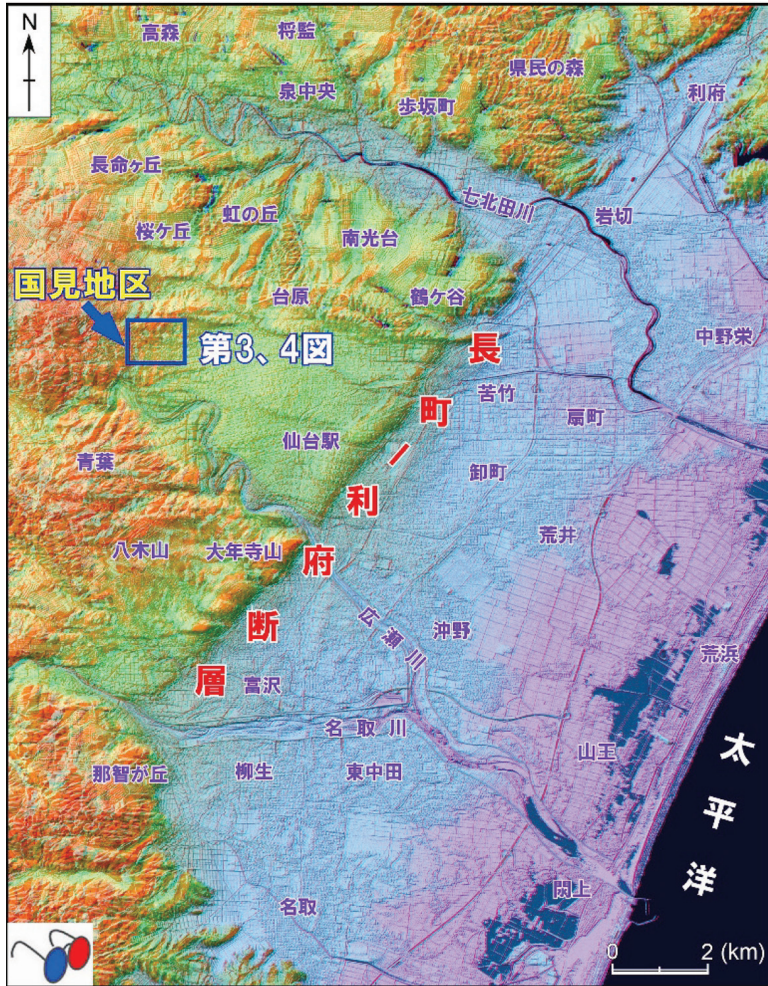 N
高森
将監
県民の森
利府
泉中央
歩坂町
長命ヶ丘
七北田川
岩切
桜ケ丘
虹の丘
南光台
国見地区
台原
鶴ケ谷
第3、4図
中野栄
長町ー利府断層
苦竹
扇町
仙台駅
卸町
青葉
荒井
八木山
大年寺山
広瀬川
沖野
荒浜
富沢
名取川
山王
太平洋
那智が丘
柳生
東中田
閖上
名取
0 2 (km)